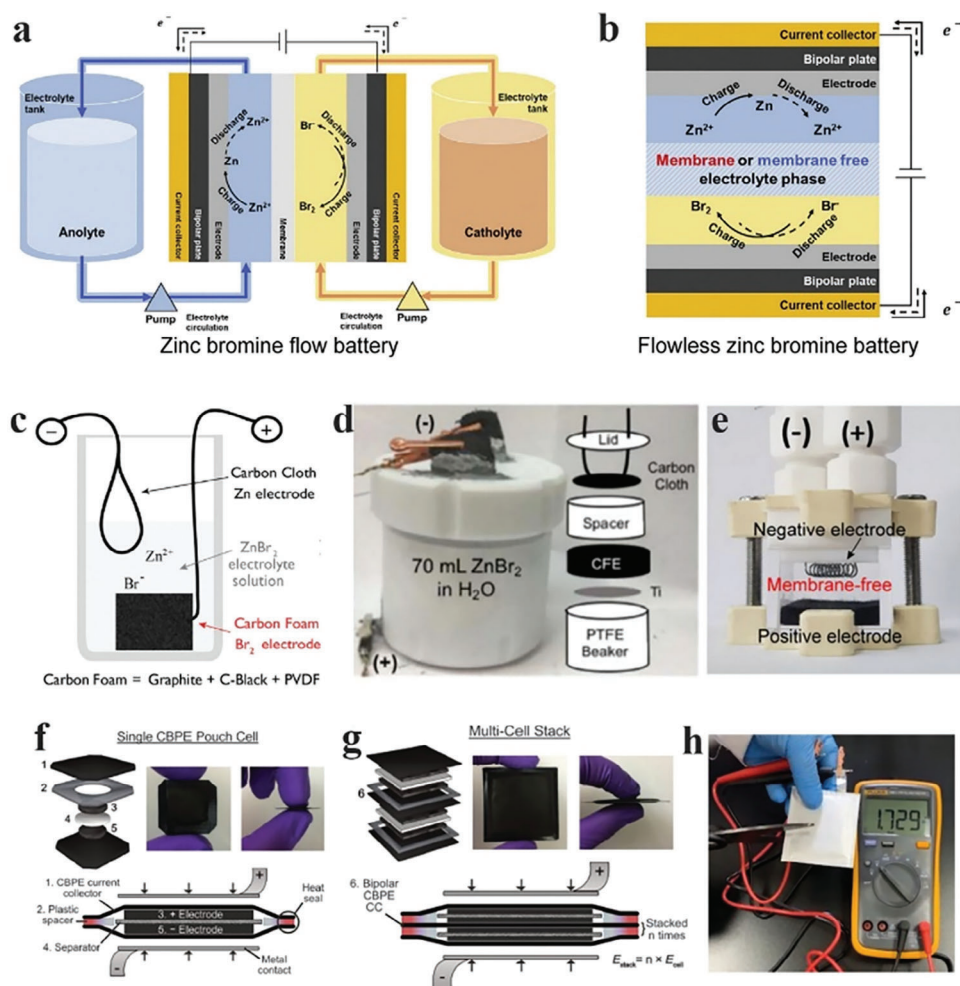 a
e⁻
e⁻
Electrolyte
tank
Anolyte
Pump
Electrolyte
circulation
Current collector
Bipolar plate
Electrode
Discharge
Zn²⁺
Zn
Charge
Zn²⁺
Membrane
Br⁻
Discharge
Br₂
Charge
Electrode
Bipolar plate
Current collector
Electrolyte
tank
Catholyte
Pump
Electrolyte
circulation
Zinc bromine flow battery
b
Current collector
e⁻
Bipolar plate
Electrode
Charge
Zn
Discharge
Zn²⁺
Zn²⁺
Membrane or membrane free
electrolyte phase
Br₂
Br⁻
Charge
Discharge
Electrode
Bipolar plate
Current collector
e⁻
Flowless zinc bromine battery
c
−
+
Carbon Cloth
Zn electrode
Zn²⁺
ZnBr₂
electrolyte
solution
Br⁻
Carbon Foam
Br₂ electrode
Carbon Foam = Graphite + C-Black + PVDF
d
(-)
70 mL ZnBr₂
in H₂O
(+)
Lid
Carbon
Cloth
Spacer
CFE
Ti
PTFE
Beaker
e
(-) (+)
Negative electrode
Membrane-free
Positive electrode
f
Single CBPE Pouch Cell
1
2
3
4
5
1. CBPE current
collector
2. Plastic
spacer
3. + Electrode
5. − Electrode
4. Separator
+
-
Heat
seal
Metal
contact
g
Multi-Cell Stack
6
6. Bipolar
CBPE
CC
+
-
Stacked
n times
Estack = n × Ecell
h
1.729